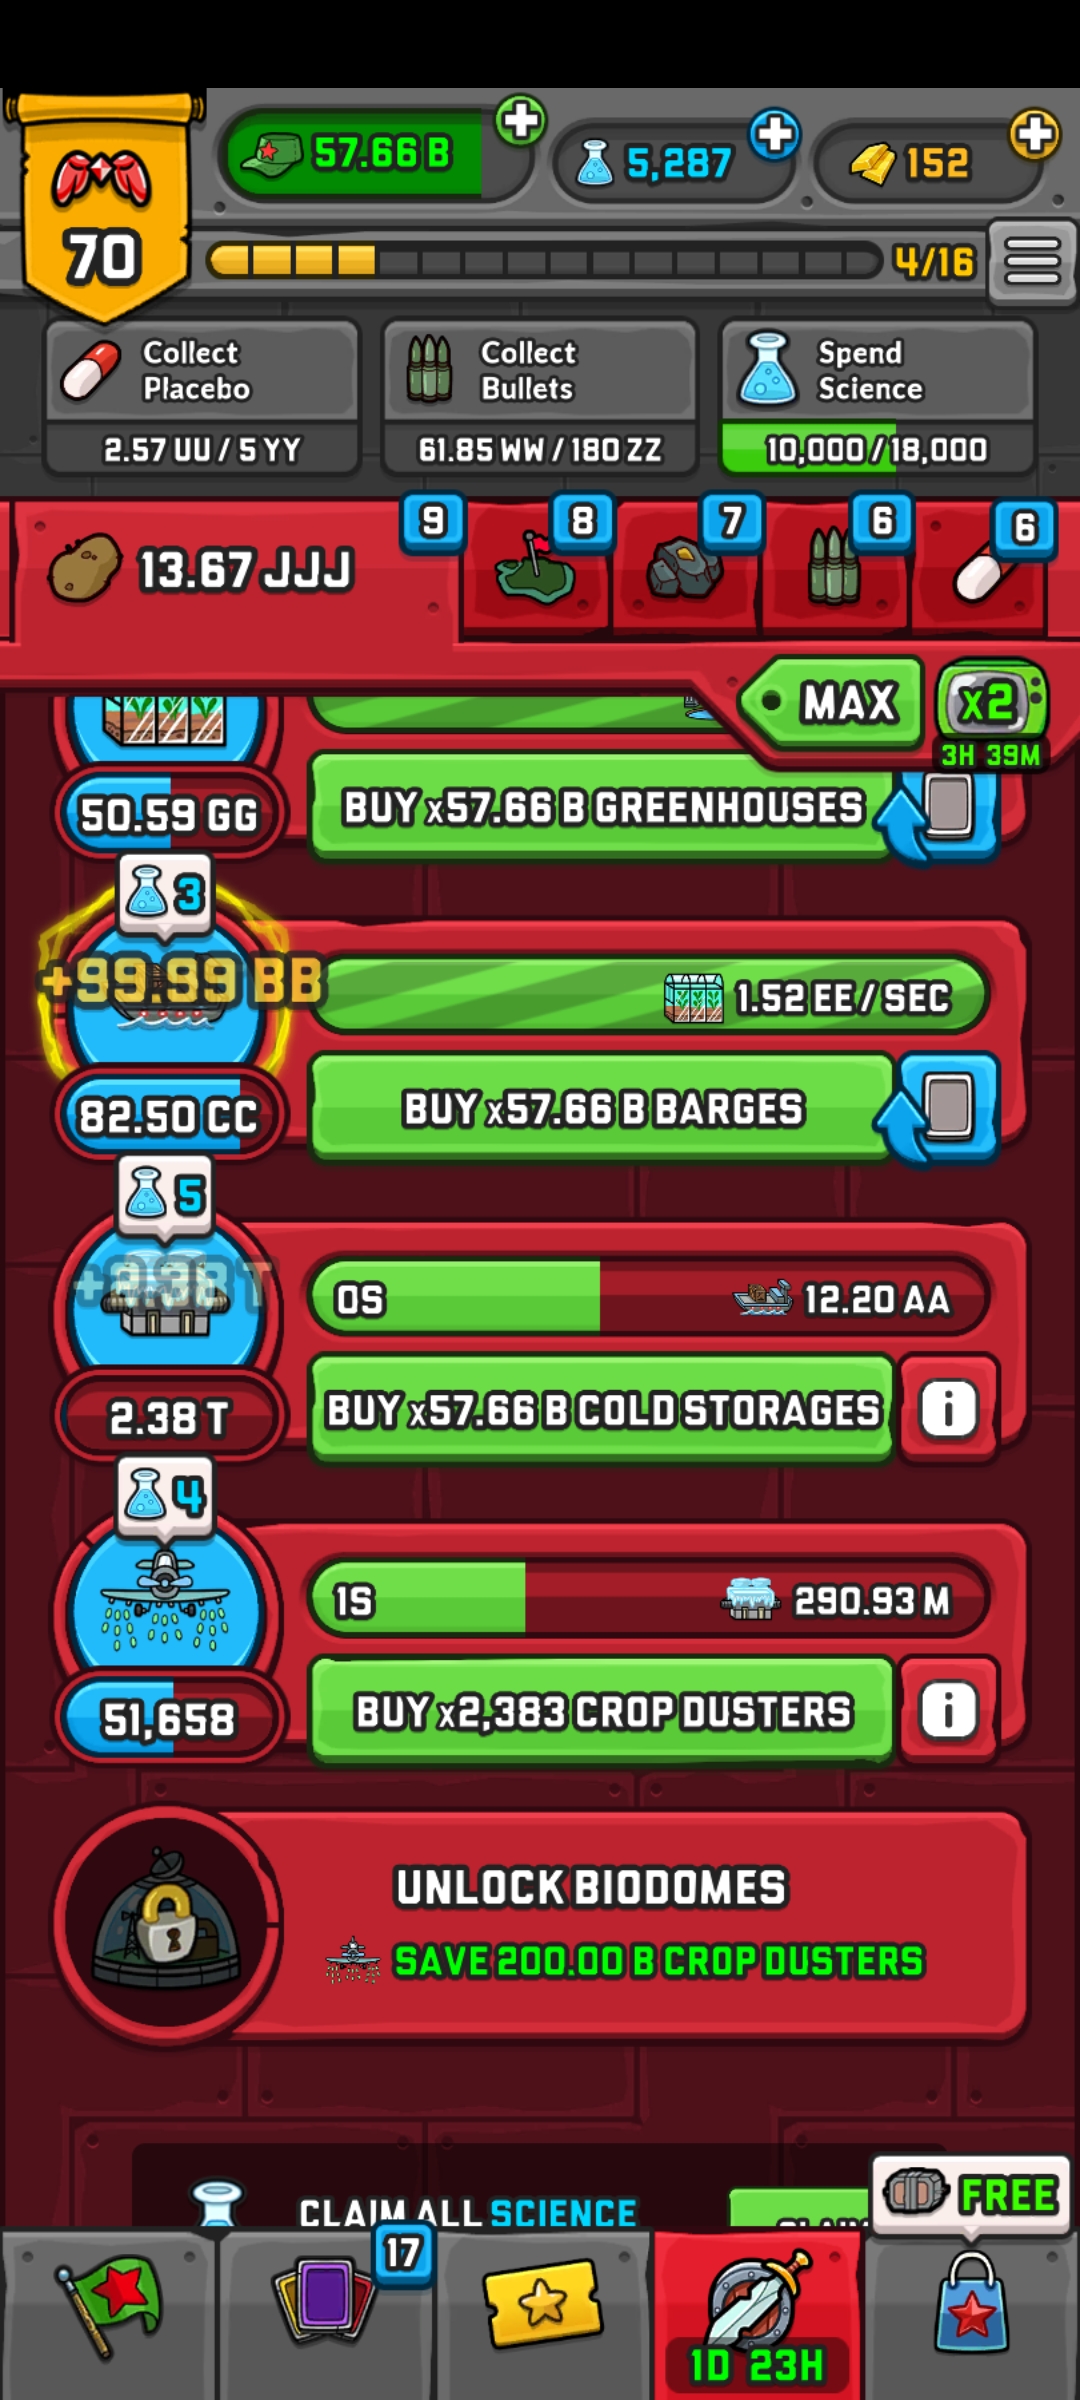 57.66 B
5,287
152
70
4/16
Collect
Placebo
2.57 UU / 5 YY
Collect
Bullets
61.85 WW / 180 ZZ
Spend
Science
10,000 / 18,000
13.67 JJJ
9
8
7
6
6
MAX
x2
3H 39M
50.59 GG
BUY x57.66 B GREENHOUSES
3
+99.99 BB
1.52 EE / SEC
82.50 CC
BUY x57.66 B BARGES
5
+2.38 T
0S
12.20 AA
2.38 T
BUY x57.66 B COLD STORAGES
i
4
1S
290.93 M
51,658
BUY x2,383 CROP DUSTERS
i
UNLOCK BIODOMES
SAVE 200.00 B CROP DUSTERS
CLAIM ALL SCIENCE
FREE
17
1D 23H